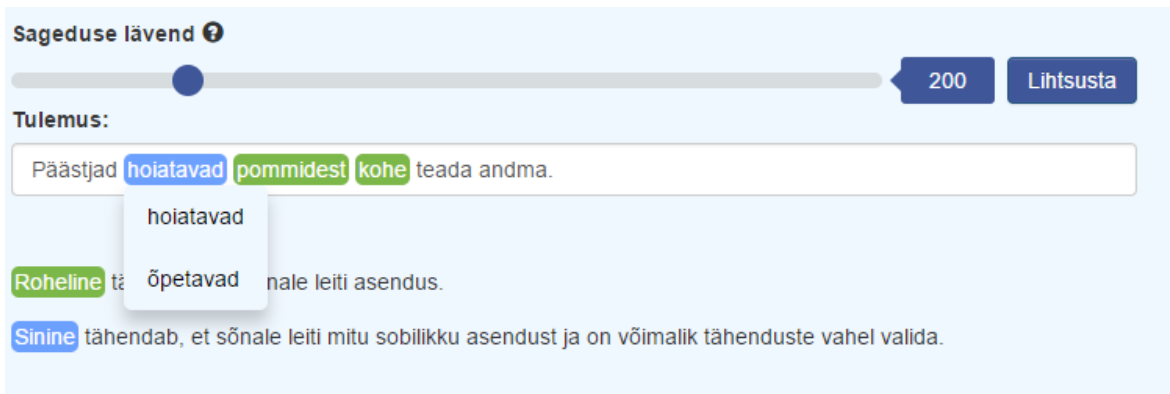 Sageduse lävend ?
200
Lihtsusta
Tulemus:
Päästjad hoiatavad pommidest kohe teada andma.
hoiatavad
õpetavad
Roheline tä nale leiti asendus.
Sinine tähendab, et sõnale leiti mitu sobilikku asendust ja on võimalik tähenduste vahel valida.